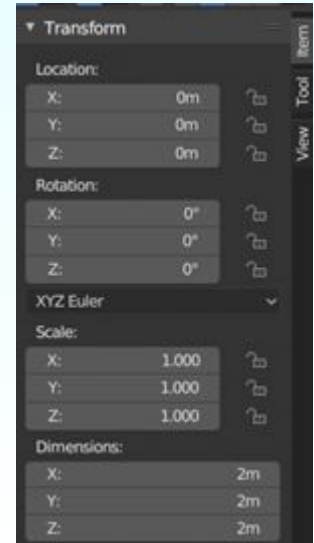 Transform
Location:
X: 0m
Y: 0m
Z: 0m
Rotation:
X: 0°
Y: 0°
Z: 0°
XYZ Euler
Scale:
X: 1.000
Y: 1.000
Z: 1.000
Dimensions:
X: 2m
Y: 2m
Z: 2m
Item
Tool
View